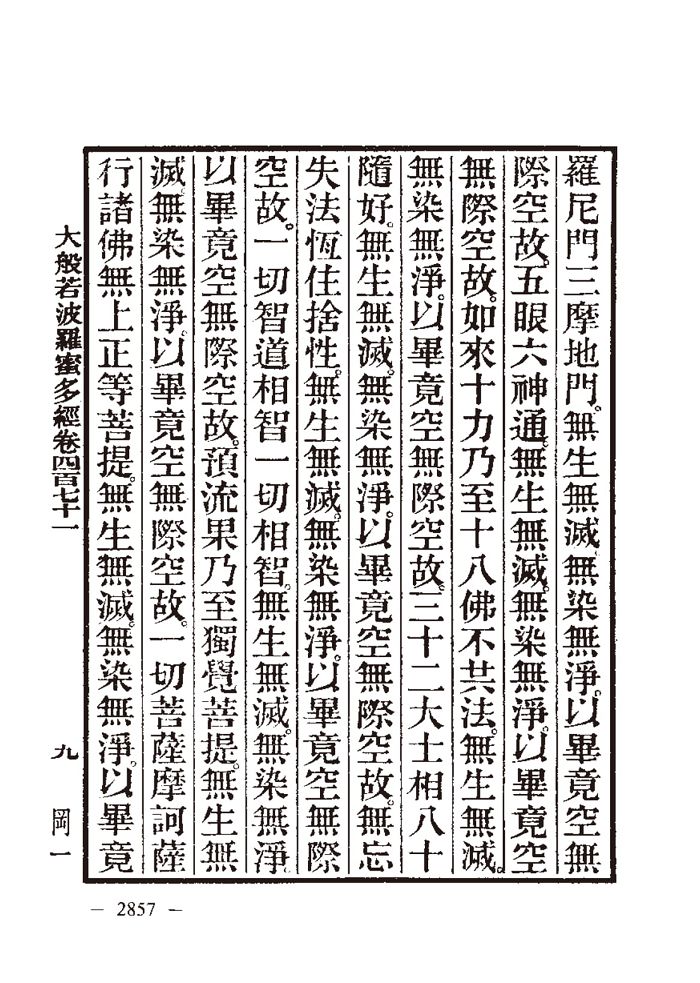 羅尼門三摩地門。無生無滅。無染無淨。以畢竟空無
際空故。五眼六神通。無生無滅。無染無淨。以畢竟空
無際空故。如來十力乃至十八佛不共法。無生無滅。
無染無淨。以畢竟空無際空故。三十二大士相八十
隨好。無生無滅。無染無淨。以畢竟空無際空故。無忘
失法恆住捨性。無生無滅。無染無淨。以畢竟空無際
空故。一切智道相智一切相智。無生無滅。無染無淨。
以畢竟空無際空故。預流果乃至獨覺菩提。無生無
滅。無染無淨。以畢竟空無際空故。一切菩薩摩訶薩
行諸佛無上正等菩提。無生無滅。無染無淨。以畢竟
大般若波羅蜜多經卷四百七十一 九 岡一
— 2857 —